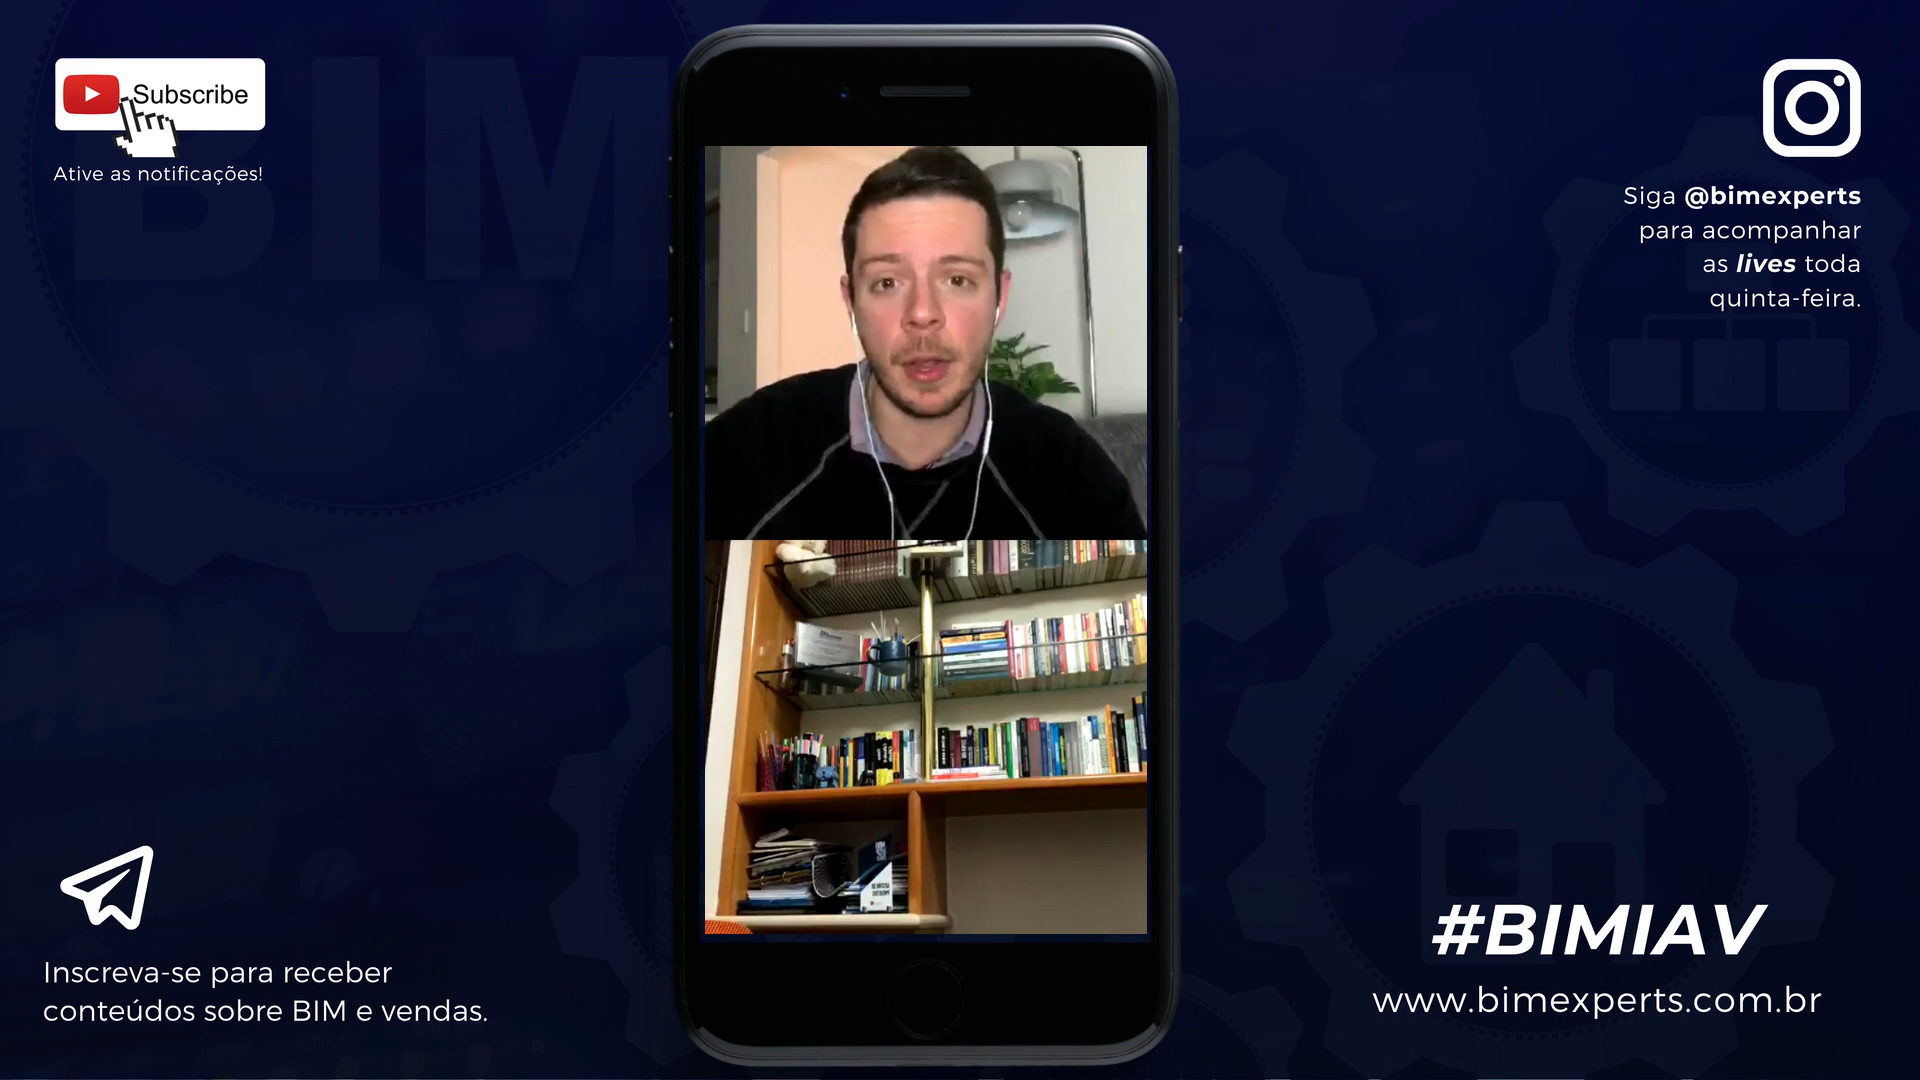 BIM
Subscribe
Ative as notificações!
Siga @bimexperts
para acompanhar
as lives toda
quinta-feira.
Inscreva-se para receber
conteúdos sobre BIM e vendas.
#BIMIAV
www.bimexperts.com.br